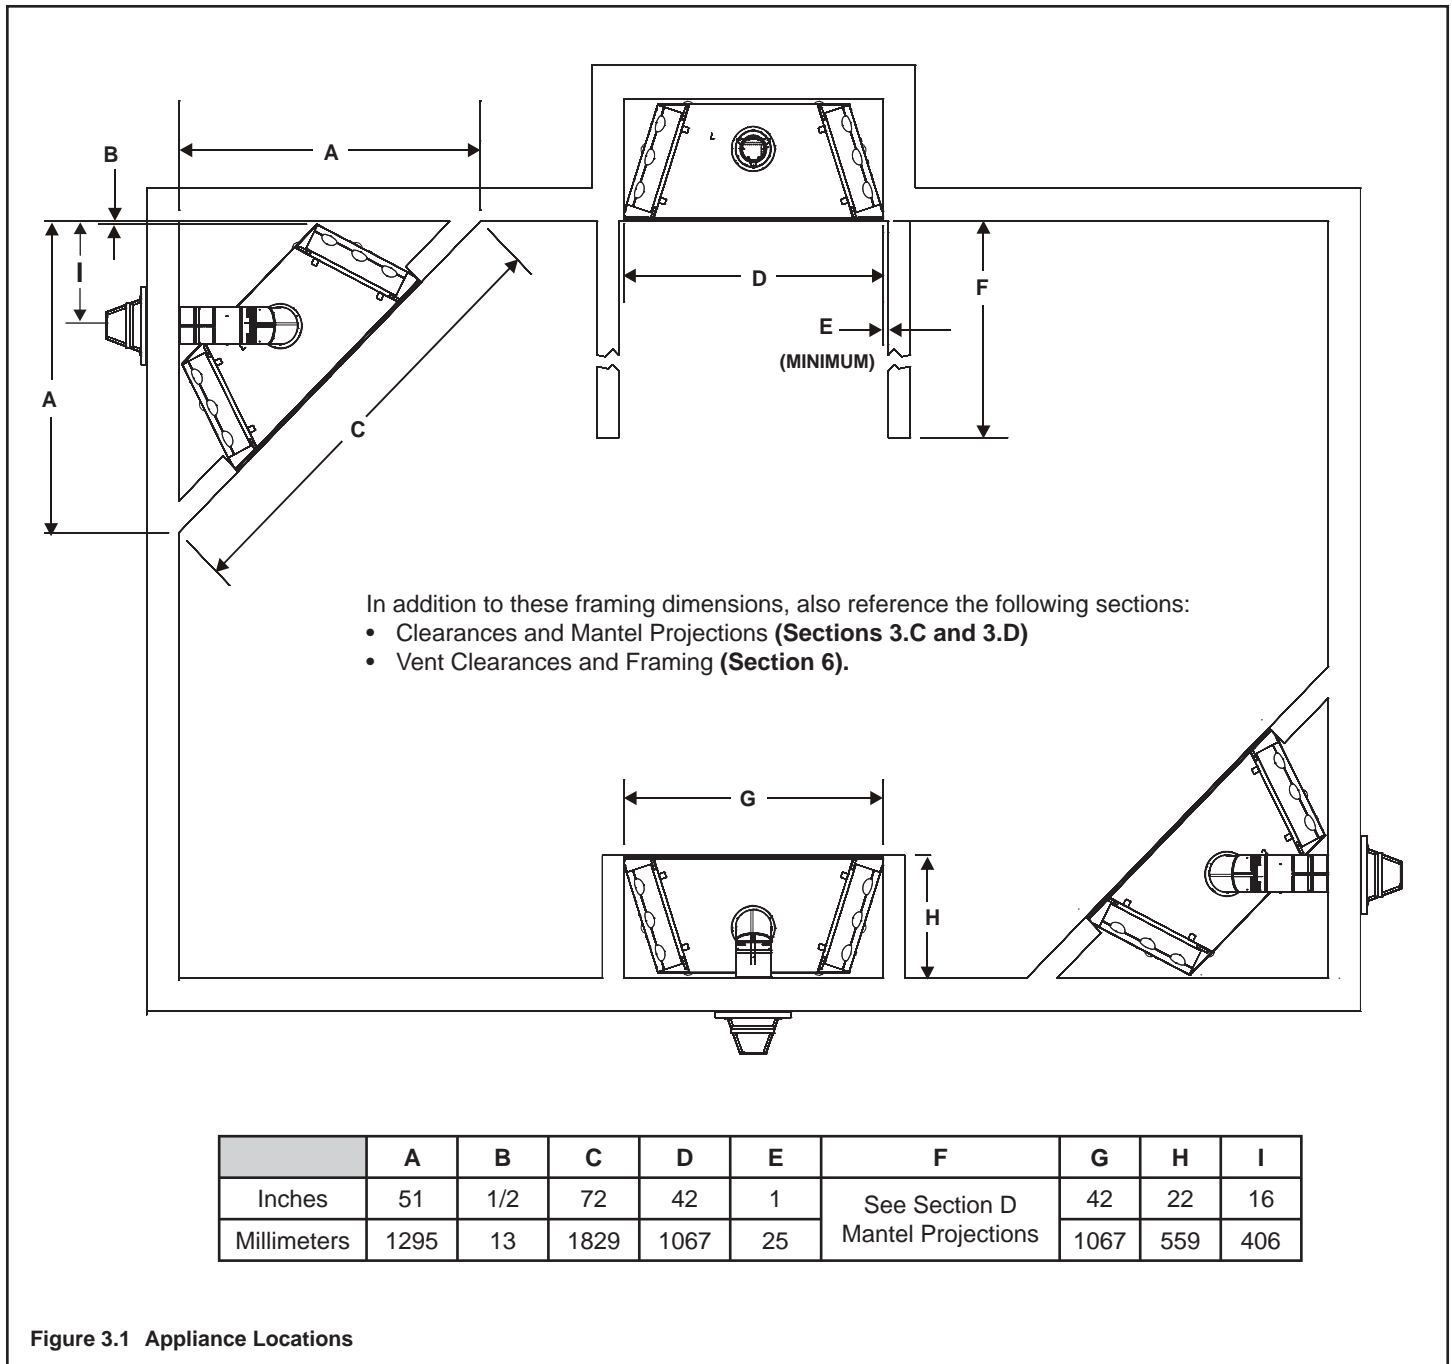 A
B
A
I
C
D
F
E
(MINIMUM)
In addition to these framing dimensions, also reference the following sections:
• Clearances and Mantel Projections (Sections 3.C and 3.D)
• Vent Clearances and Framing (Section 6).
G
H
A B C D E F G H I
Inches 51 1/2 72 42 1 See Section D Mantel Projections 42 22 16
Millimeters 1295 13 1829 1067 25 1067 559 406
Figure 3.1 Appliance Locations